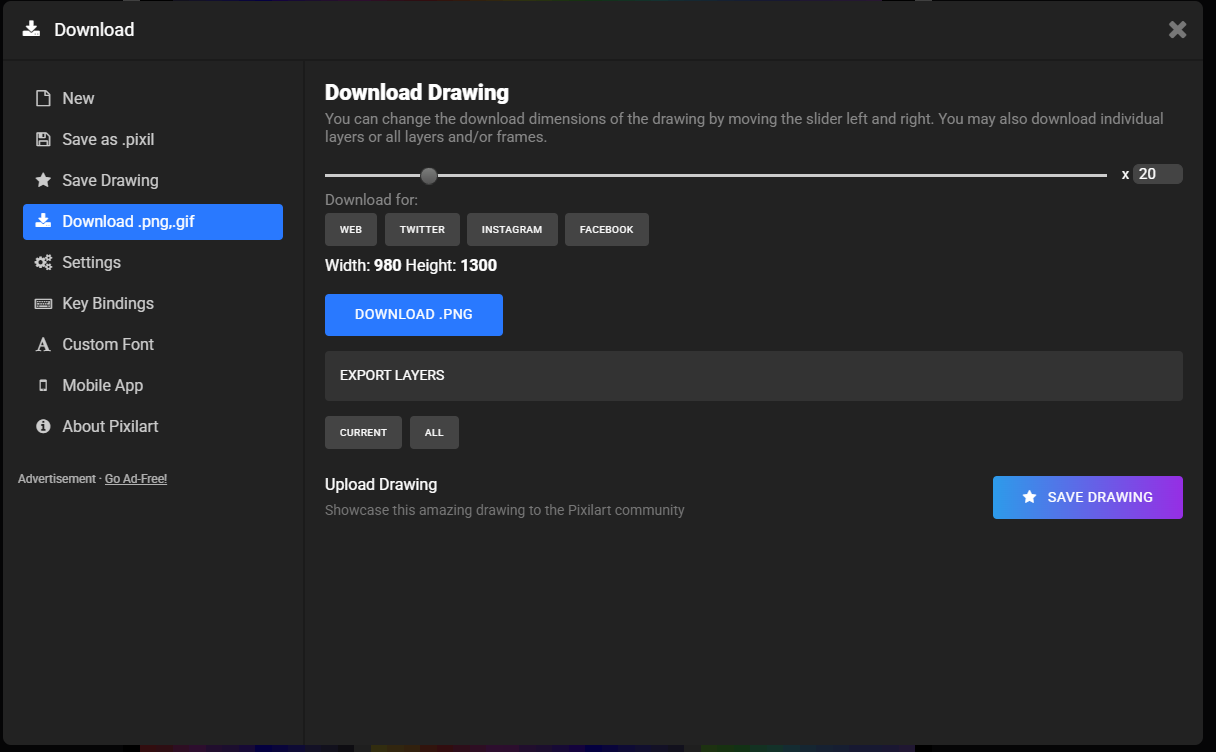 Download
New
Save as .pixil
Save Drawing
Download .png,.gif
Settings
Key Bindings
Custom Font
Mobile App
About Pixilart
Advertisement · Go Ad-Free!
Download Drawing
You can change the download dimensions of the drawing by moving the slider left and right. You may also download individual
layers or all layers and/or frames.
x 20
Download for:
WEB TWITTER INSTAGRAM FACEBOOK
Width: 980 Height: 1300
DOWNLOAD .PNG
EXPORT LAYERS
CURRENT ALL
Upload Drawing
Showcase this amazing drawing to the Pixilart community
SAVE DRAWING